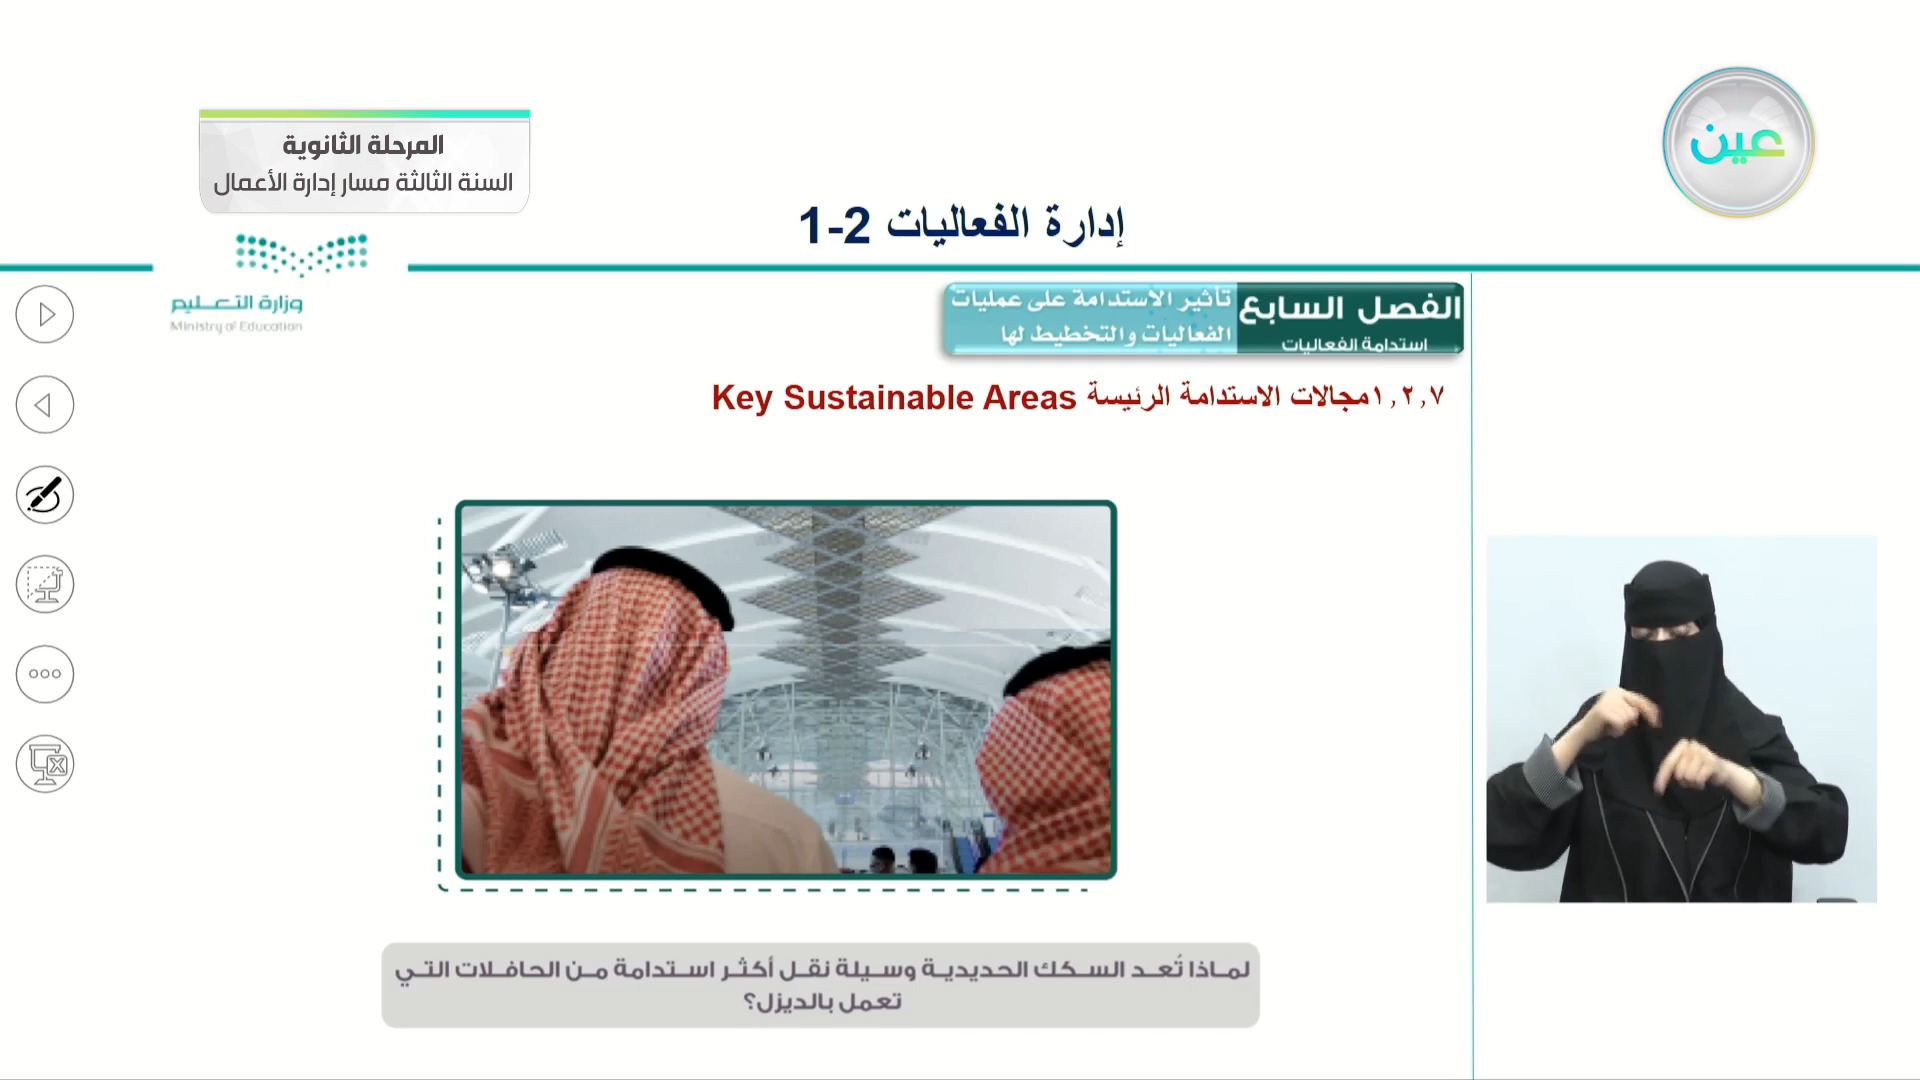 المرحلة الثانوية
السنة الثالثة مسار إدارة الأعمال
عين
إدارة الفعاليات 2-1
وزارة التعليم
Ministry of Education
الفصل السابع
استدامة الفعاليات
تأثير الاستدامة على عمليات
الفعاليات والتخطيط لها
١,٢,٧مجالات الاستدامة الرئيسة Key Sustainable Areas
لماذا تُعد السكك الحديدية وسيلة نقل أكثر استدامة من الحافلات التي
تعمل بالديزل؟